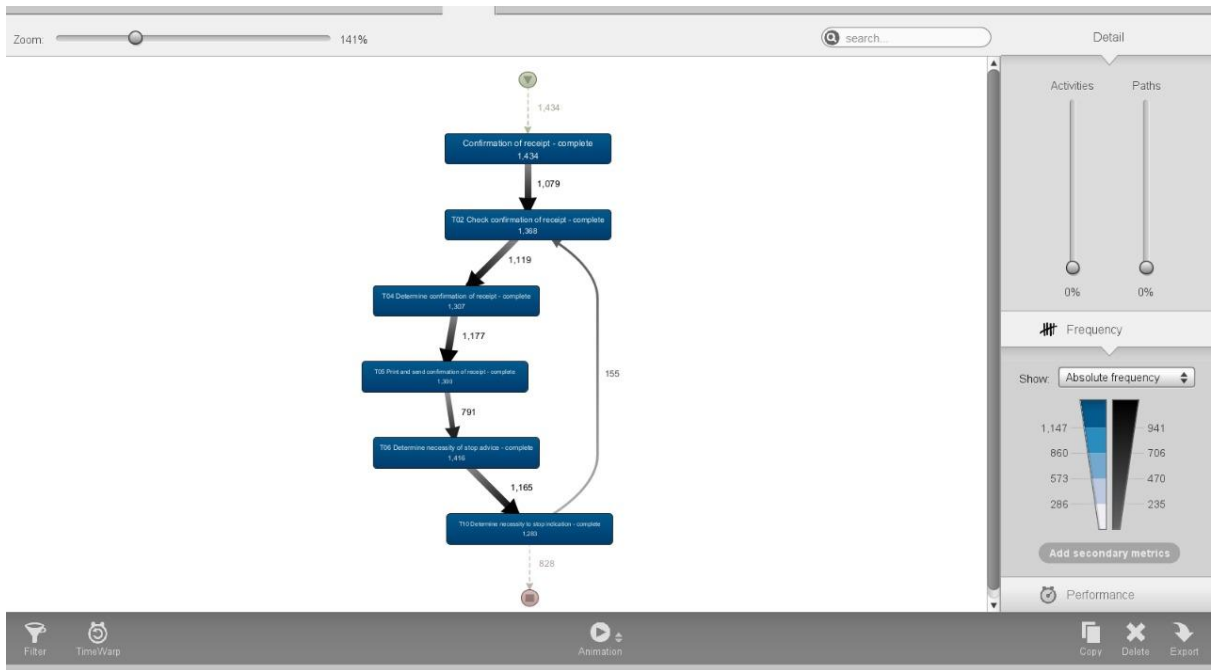 Zoom:
141%
search...
Detail
Activities
Paths
0%
0%
Frequency
Show:
Absolute frequency
1,147
941
860
706
573
470
286
235
Add secondary metrics
Performance
1,434
Confirmation of receipt - complete
1,434
1,079
T02 Check confirmation of receipt - complete
1,368
1,119
T04 Determine confirmation of receipt - complete
1,307
1,177
T05 Print and send confirmation of receipt - complete
791
T06 Determine necessity of stop advice - complete
1,416
1,165
155
T10 Determine necessity to stop indication - complete
1,283
828
Filter
TimeWarp
Animation
Copy
Delete
Export